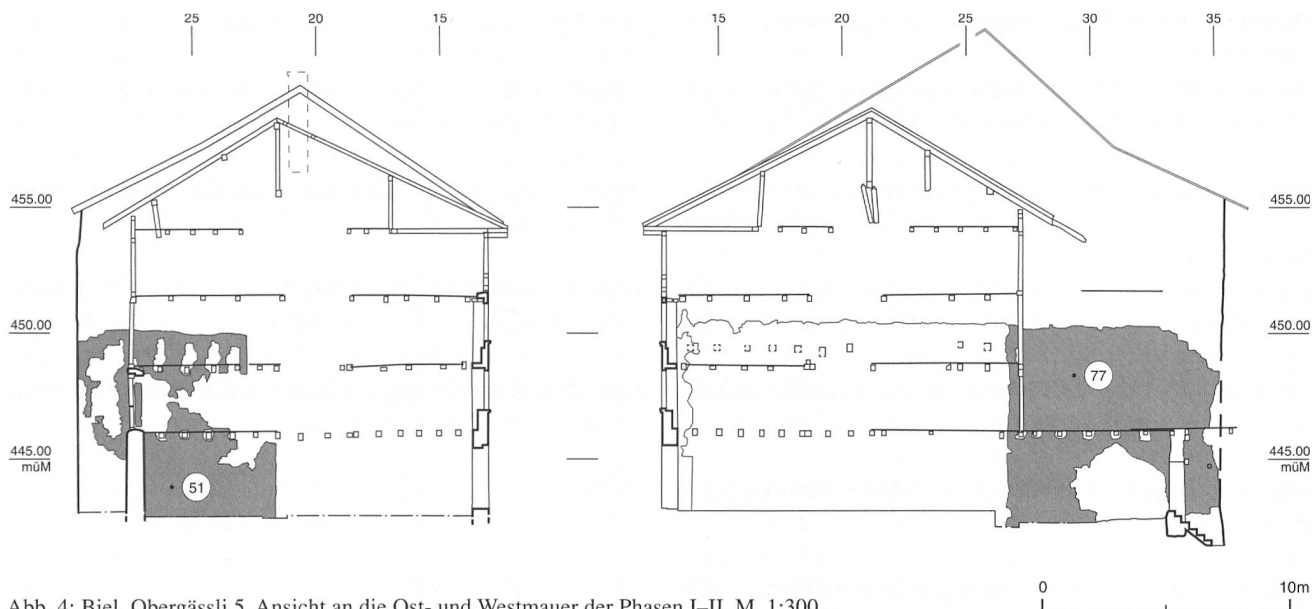 25 20 15 15 20 25 30 35
455.00 455.00
450.00 450.00
77
445.00
müM
445.00
müM
51
0 10m
Abb. 4: Biel, Obergässli 5. Ansicht an die Ost- und Westmauer der Phasen I–II. M. 1:300.